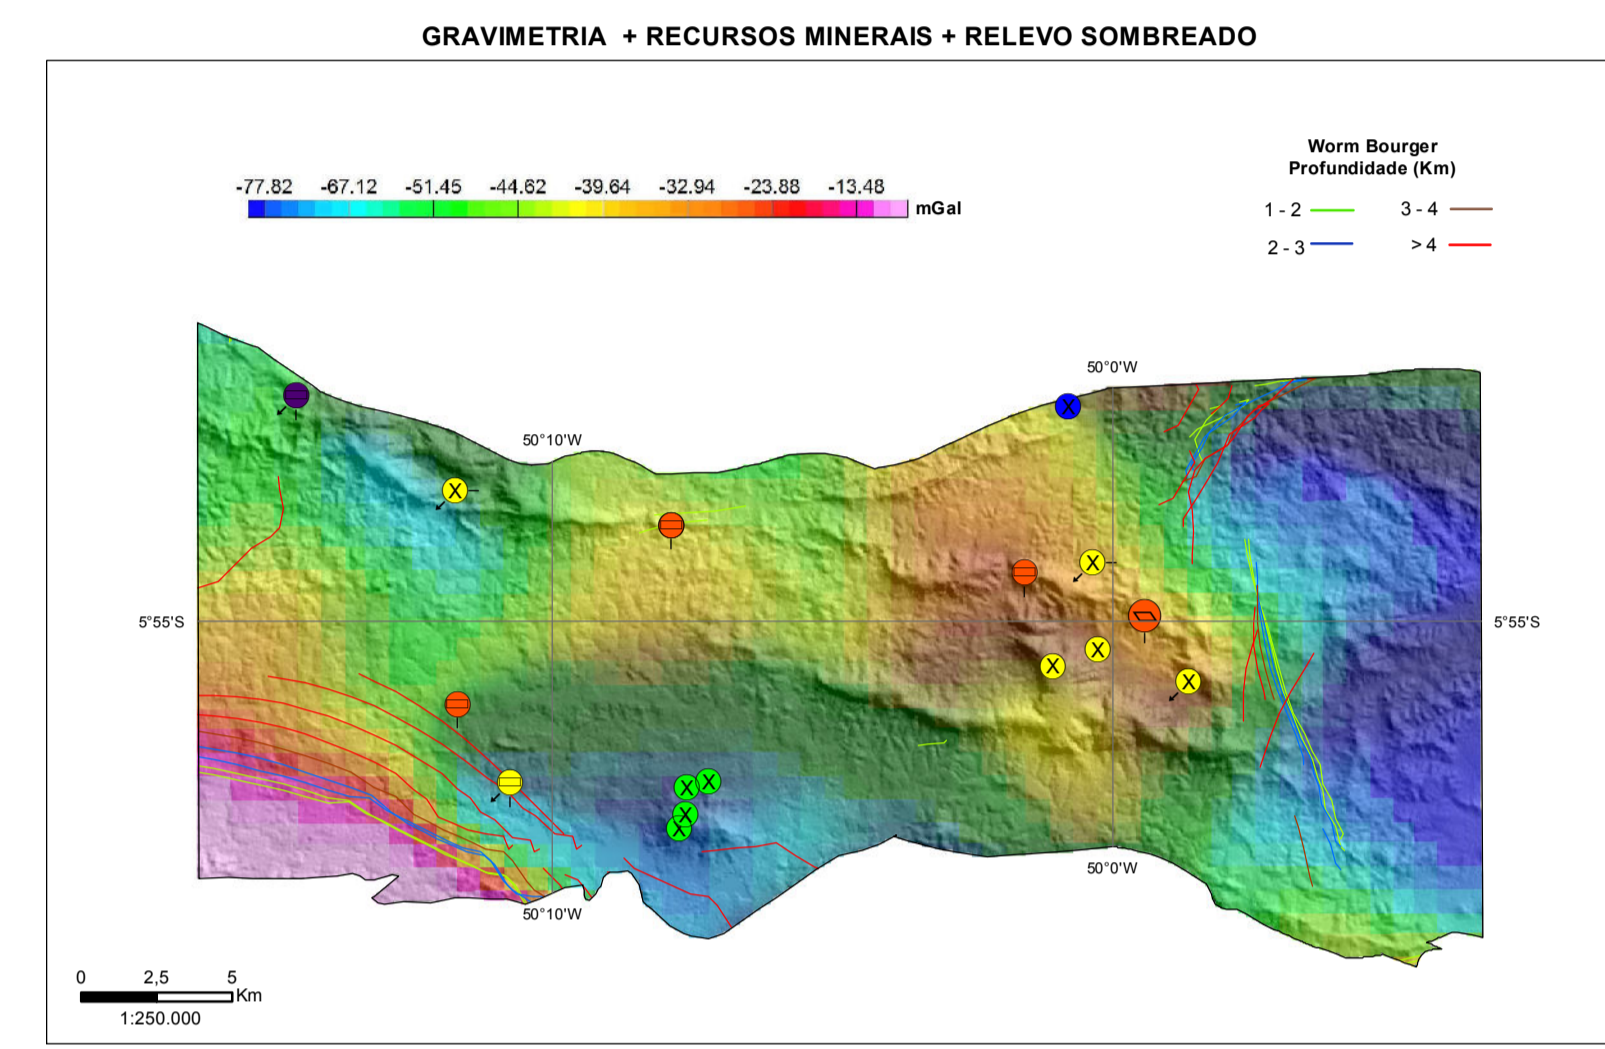 GRAVIMETRIA + RECURSOS MINERAIS + RELEVO SOMBREADO
Worm Bourger
Profundidade (Km)
-77.82 -67.12 -51.45 -44.62 -39.64 -32.94 -23.88 -13.48
mGal
1 - 2 3 - 4
2 - 3 > 4
50°0'W
50°10'W
X
X
X
5°55'S 5°55'S
X
X
X
X
X
X
X
50°0'W
50°10'W
0 2,5 5
Km
1:250.000